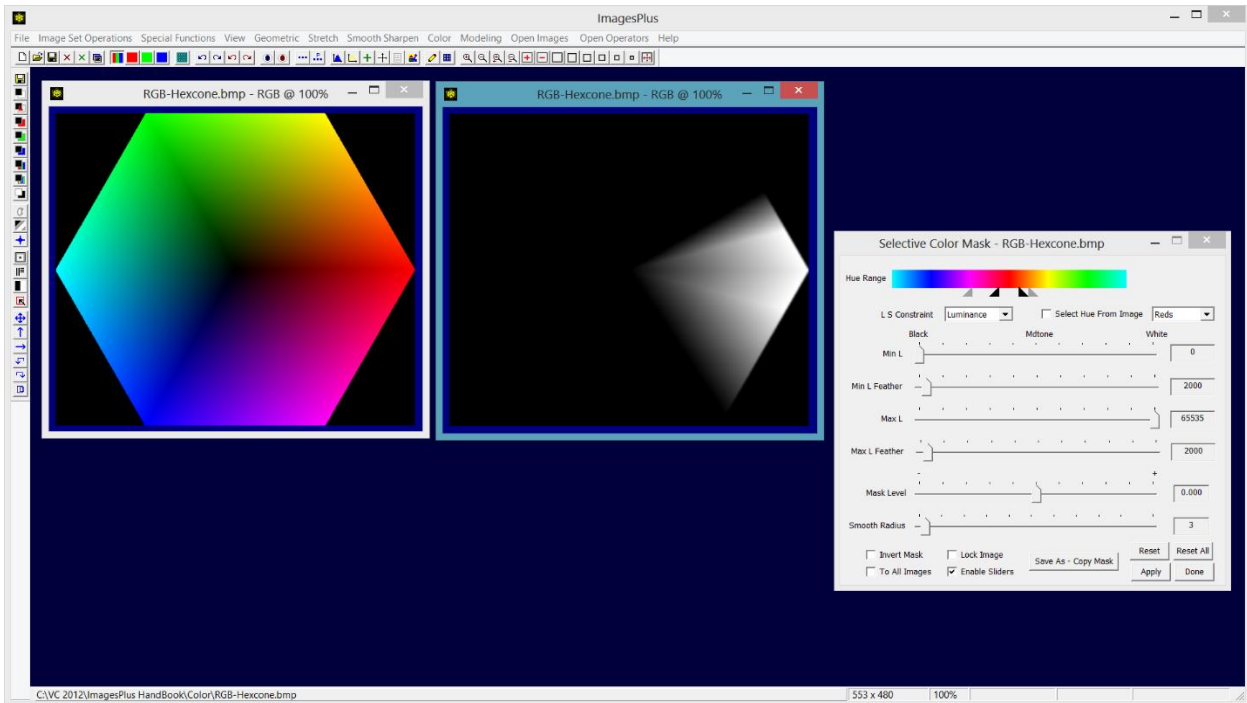 ImagesPlus
File Image Set Operations Special Functions View Geometric Stretch Smooth Sharpen Color Modeling Open Images Open Operators Help
RGB-Hexcone.bmp - RGB @ 100%
RGB-Hexcone.bmp - RGB @ 100%
Selective Color Mask - RGB-Hexcone.bmp
Hue Range
L S Constraint Luminance Select Hue From Image Reds
Black Mdtone White
Min L 0
Min L Feather 2000
Max L 65535
Max L Feather 2000
- +
Mask Level 0.000
Smooth Radius 3
Invert Mask Lock Image Save As - Copy Mask Reset Reset All
To All Images Enable Sliders Apply Done
C:\VC 2012\ImagesPlus HandBook\Color\RGB-Hexcone.bmp 553 x 480 100%